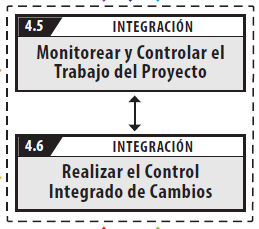 4.5 INTEGRACIÓN
Monitorear y Controlar el
Trabajo del Proyecto
4.6 INTEGRACIÓN
Realizar el Control
Integrado de Cambios